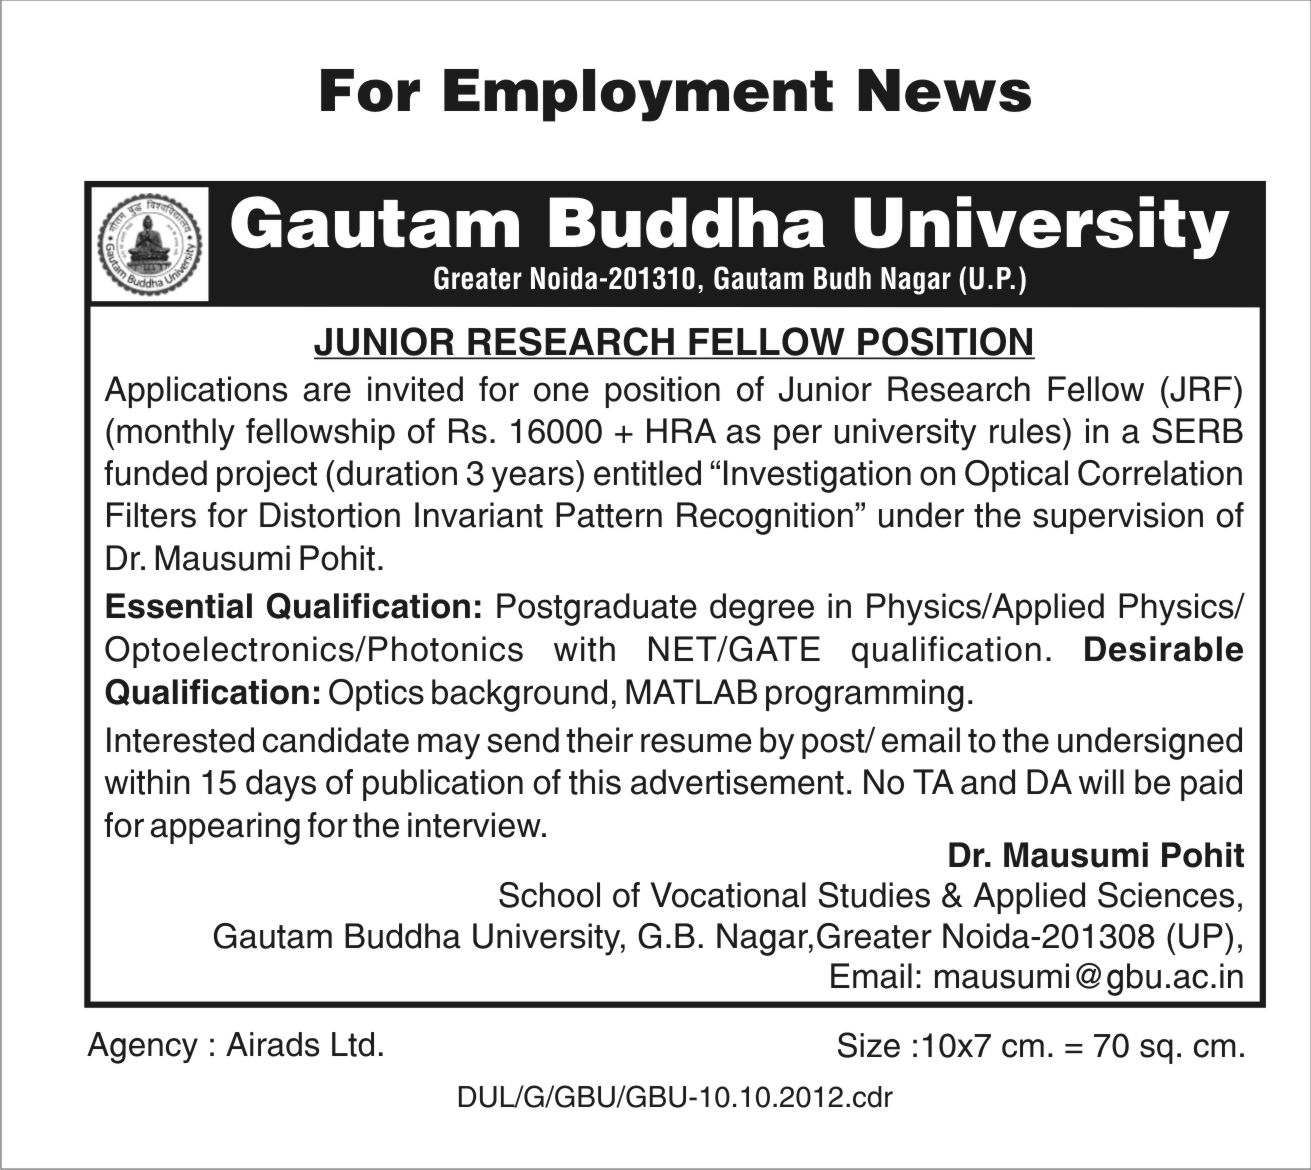 For Employment News
गौतम बुद्ध विश्वविद्यालय
Gautam Buddha University
Gautam Buddha University
Greater Noida-201310, Gautam Budh Nagar (U.P.)
JUNIOR RESEARCH FELLOW POSITION
Applications are invited for one position of Junior Research Fellow (JRF)
(monthly fellowship of Rs. 16000 + HRA as per university rules) in a SERB
funded project (duration 3 years) entitled “Investigation on Optical Correlation
Filters for Distortion Invariant Pattern Recognition” under the supervision of
Dr. Mausumi Pohit.
Essential Qualification: Postgraduate degree in Physics/Applied Physics/
Optoelectronics/Photonics with NET/GATE qualification. Desirable
Qualification: Optics background, MATLAB programming.
Interested candidate may send their resume by post/ email to the undersigned
within 15 days of publication of this advertisement. No TA and DA will be paid
for appearing for the interview.
Dr. Mausumi Pohit
School of Vocational Studies & Applied Sciences,
Gautam Buddha University, G.B. Nagar,Greater Noida-201308 (UP),
Email: mausumi@gbu.ac.in
Agency : Airads Ltd.
Size :10x7 cm. = 70 sq. cm.
DUL/G/GBU/GBU-10.10.2012.cdr